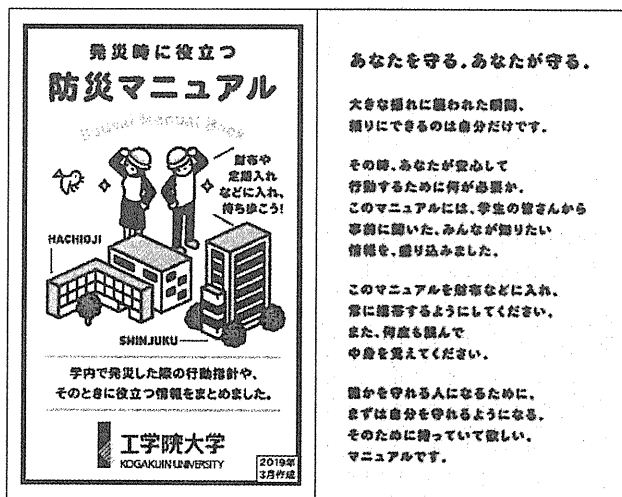 発災時に役立つ
防災マニュアル
Bousai Manual Book
財布や
定期入れ
などに入れ、
持ち歩こう!
HACHIOJI
SHINJUKU
学内で発災した際の行動指針や、
そのときに役立つ情報をまとめました。
工学院大学
KOGAKUIN UNIVERSITY
2019年
3月作成
あなたを守る。あなたが守る。
大きな揺れに襲われた瞬間、
頼りにできるのは自分だけです。
その時、あなたが安心して
行動するために何が必要か。
このマニュアルには、学生の皆さんから
事前に聞いた、みんなが知りたい
情報を、盛り込みました。
このマニュアルを財布などに入れ、
常に携帯するようにしてください。
また、何度も読んで
中身を覚えてください。
誰かを守れる人になるために、
まずは自分を守れるようになる。
そのために持っていて欲しい、
マニュアルです。